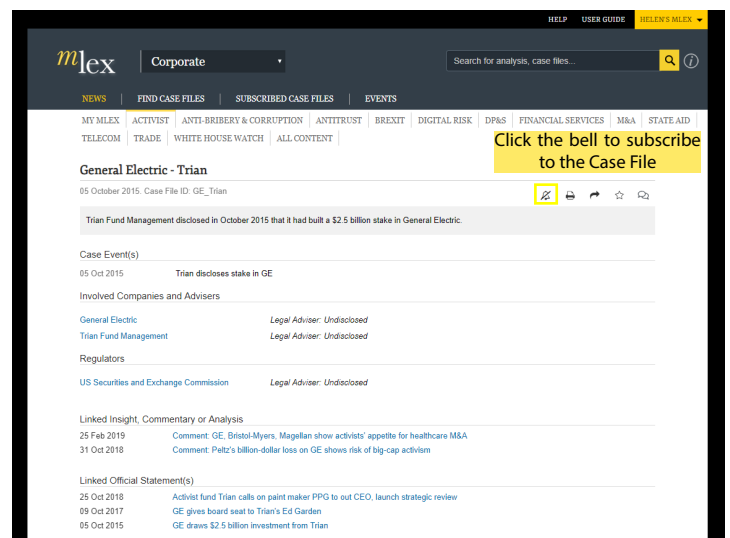 HELP USER GUIDE HELEN'S MLEX
mlex Corporate Search for analysis, case files...
NEWS FIND CASE FILES SUBSCRIBED CASE FILES EVENTS
MY MLEX ACTIVIST ANTI-BRIBERY & CORRUPTION ANTITRUST BREXIT DIGITAL RISK DP&S FINANCIAL SERVICES M&A STATE AID
TELECOM TRADE WHITE HOUSE WATCH ALL CONTENT
Click the bell to subscribe
to the Case File
General Electric - Trian
05 October 2015. Case File ID: GE_Trian
Trian Fund Management disclosed in October 2015 that it had built a $2.5 billion stake in General Electric.
Case Event(s)
05 Oct 2015 Trian discloses stake in GE
Involved Companies and Advisers
General Electric Legal Adviser: Undisclosed
Trian Fund Management Legal Adviser: Undisclosed
Regulators
US Securities and Exchange Commission Legal Adviser: Undisclosed
Linked Insight, Commentary or Analysis
25 Feb 2019 Comment: GE, Bristol-Myers, Magellan show activists' appetite for healthcare M&A
31 Oct 2018 Comment: Peltz's billion-dollar loss on GE shows risk of big-cap activism
Linked Official Statement(s)
25 Oct 2018 Activist fund Trian calls on paint maker PPG to out CEO, launch strategic review
09 Oct 2017 GE gives board seat to Trian's Ed Garden
05 Oct 2015 GE draws $2.5 billion investment from Trian